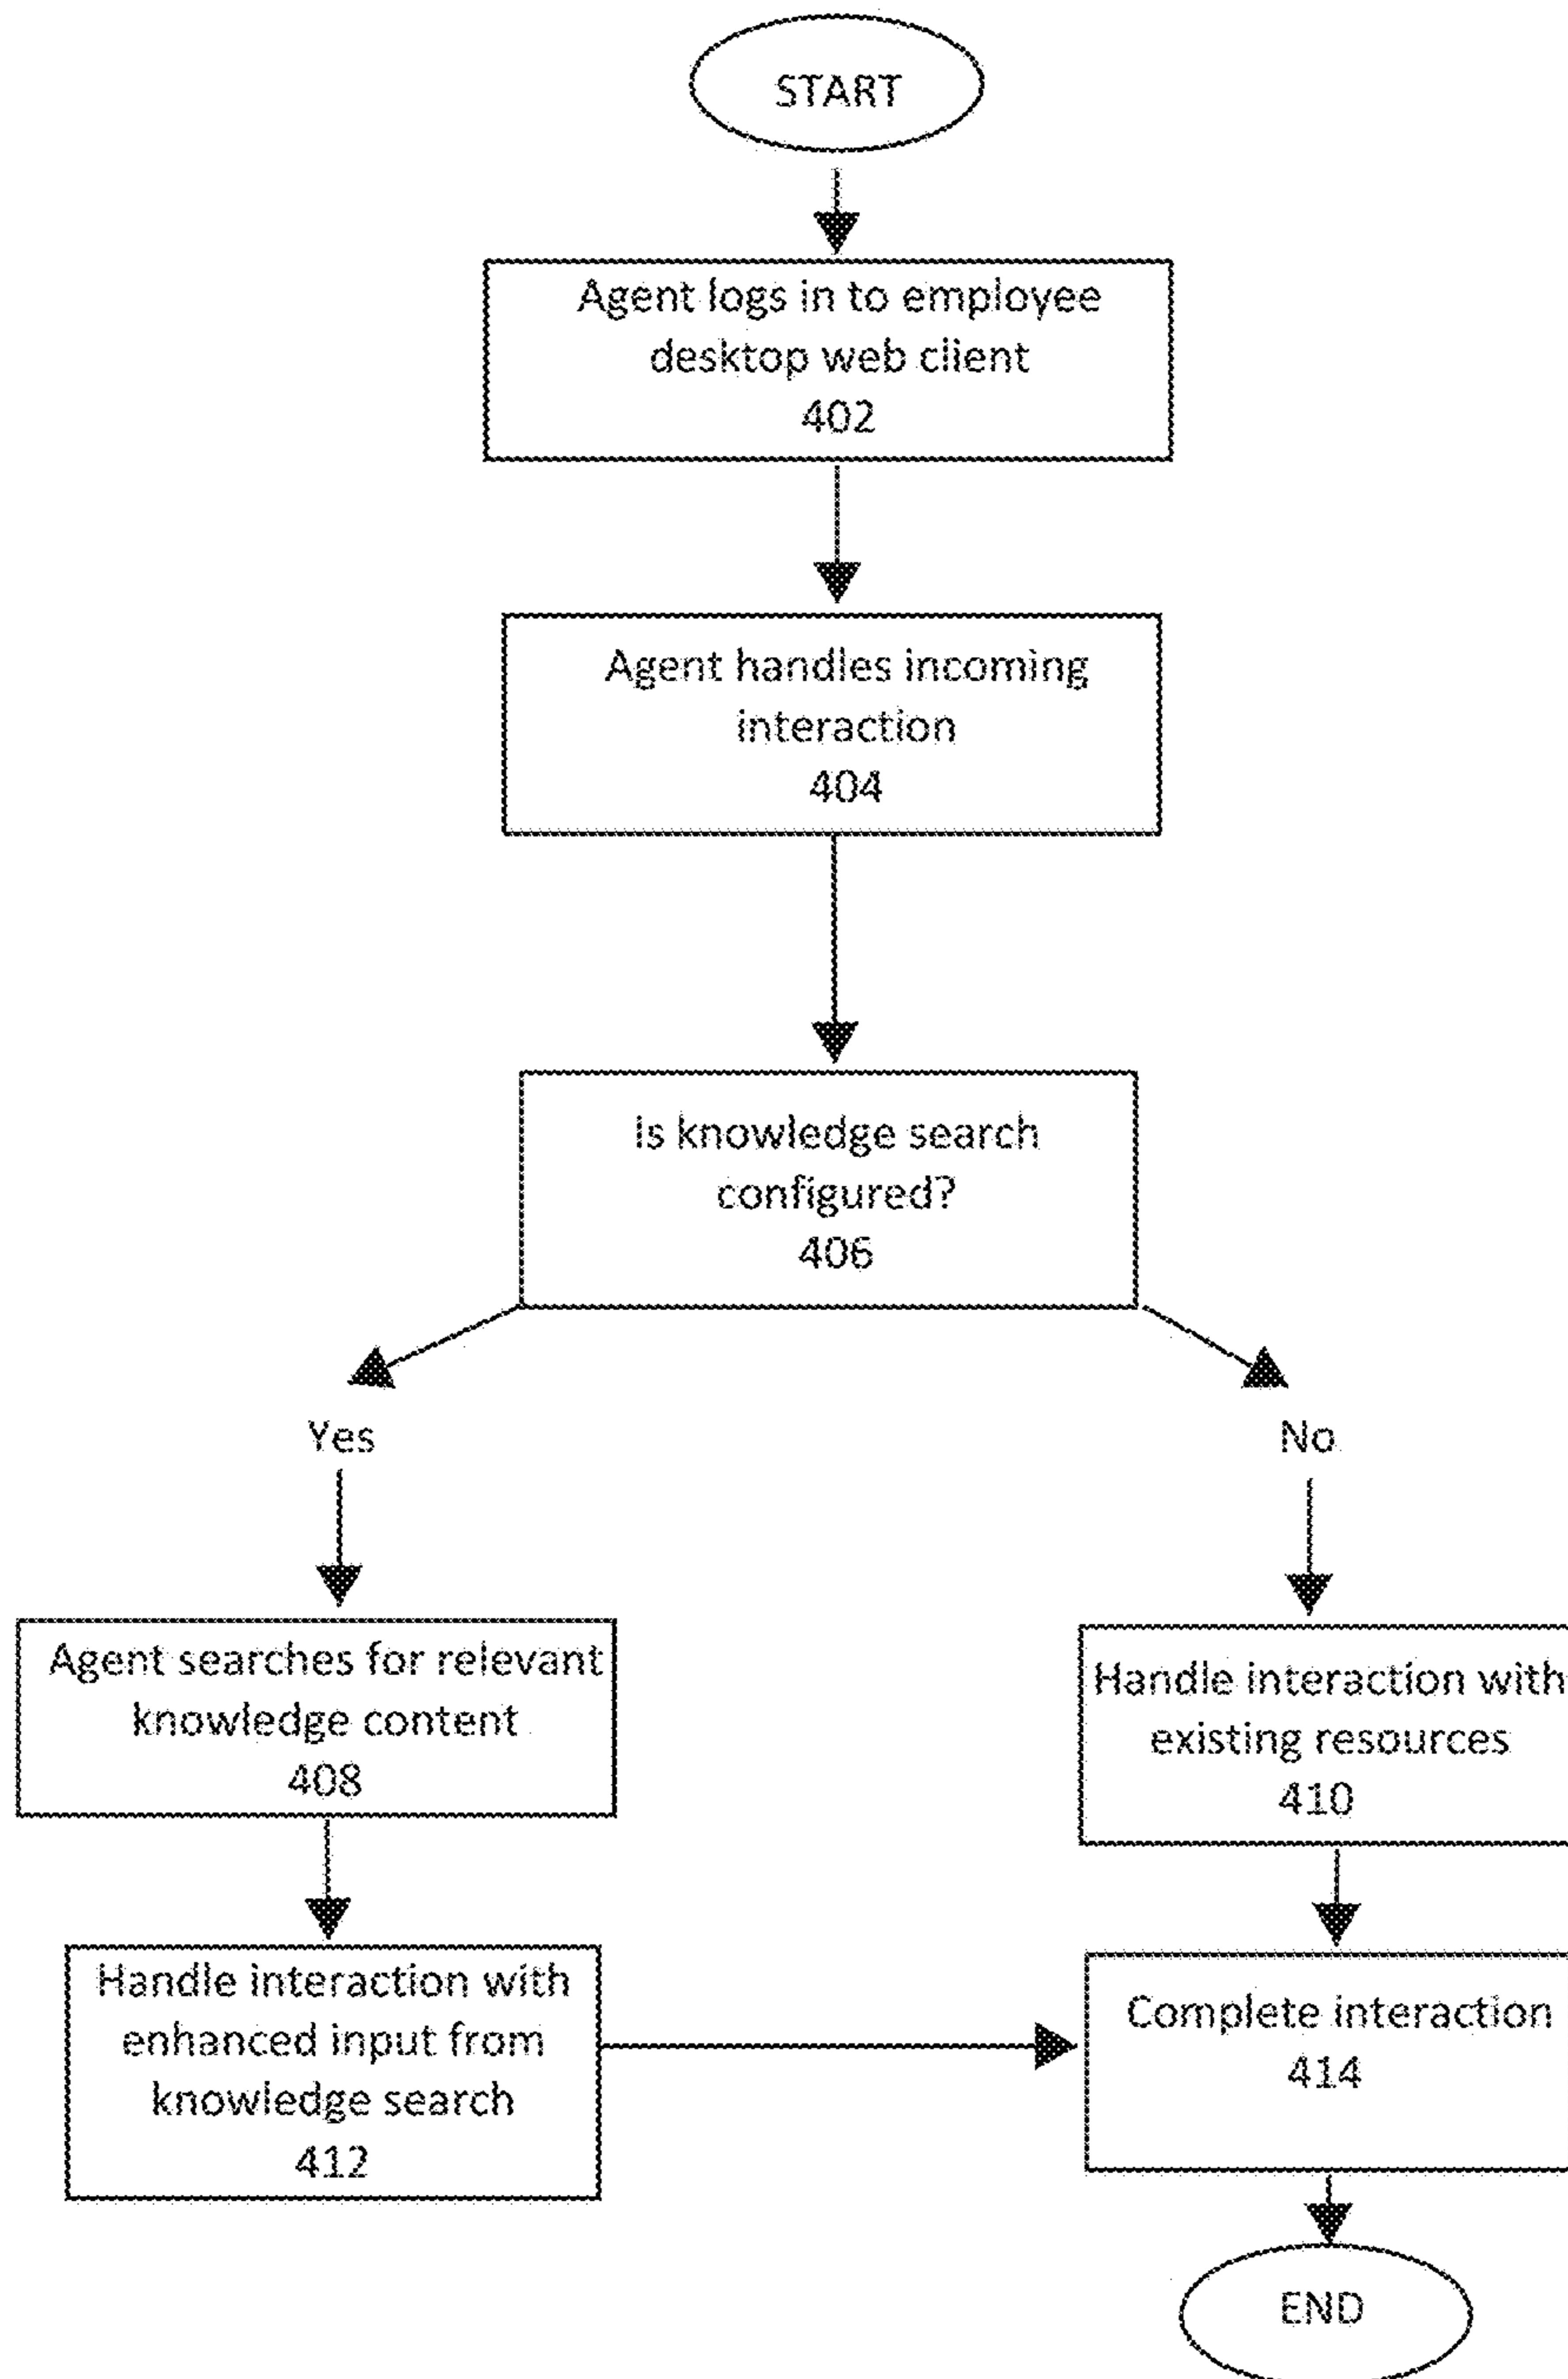 START
Agent logs in to employee
desktop web client
402
Agent handles incoming
interaction
404
Is knowledge search
configured?
406
Yes
No
Agent searches for relevant
knowledge content
408
Handle interaction with
existing resources
410
Handle interaction with
enhanced input from
knowledge search
412
Complete interaction
414
END